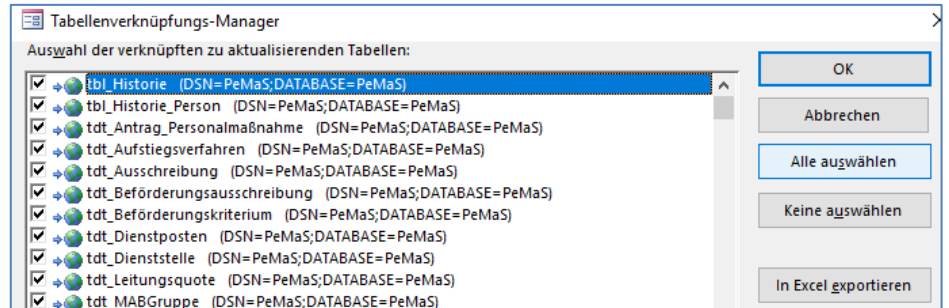 Tabellenverknüpfungs-Manager
Auswahl der verknüpften zu aktualisierenden Tabellen:
tbl_Historie (DSN=PeMaS;DATABASE=PeMaS)
tbl_Historie_Person (DSN=PeMaS;DATABASE=PeMaS)
tdt_Antrag_Personalmaßnahme (DSN=PeMaS;DATABASE=PeMaS)
tdt_Aufstiegsverfahren (DSN=PeMaS;DATABASE=PeMaS)
tdt_Ausschreibung (DSN=PeMaS;DATABASE=PeMaS)
tdt_Beförderungsausschreibung (DSN=PeMaS;DATABASE=PeMaS)
tdt_Beförderungskriterium (DSN=PeMaS;DATABASE=PeMaS)
tdt_Dienstposten (DSN=PeMaS;DATABASE=PeMaS)
tdt_Dienststelle (DSN=PeMaS;DATABASE=PeMaS)
tdt_Leitungsquote (DSN=PeMaS;DATABASE=PeMaS)
tdt_MABGruppe (DSN=PeMaS;DATABASE=PeMaS)
OK
Abbrechen
Alle auswählen
Keine auswählen
In Excel exportieren